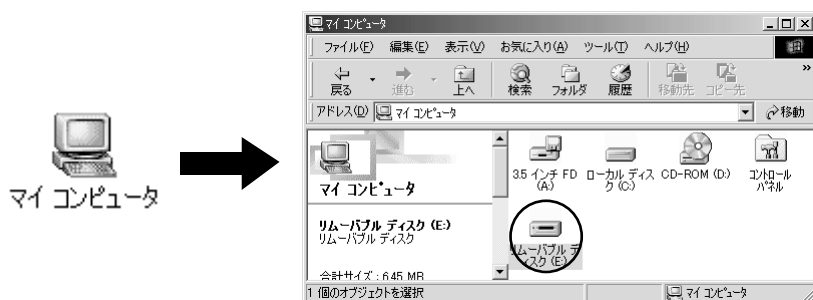 マイ コンピュータ
マイ コンピュータ
ファイル(F) 編集(E) 表示(V) お気に入り(A) ツール(T) ヘルプ(H)
戻る 進む 上へ 検索 フォルダ 履歴 移動先 コピー先 »
アドレス(D) マイ コンピュータ 移動
マイ コンピュータ
リムーバブル ディスク (E:)
リムーバブル ディスク
合計サイズ : 645 MB
3.5 インチ FD
(A:)
ローカル ディス
ク (C:)
CD-ROM (D:)
コントロール
パネル
リムーバブル デ
ィスク (E:)
1 個のオブジェクトを選択
マイ コンピュータ